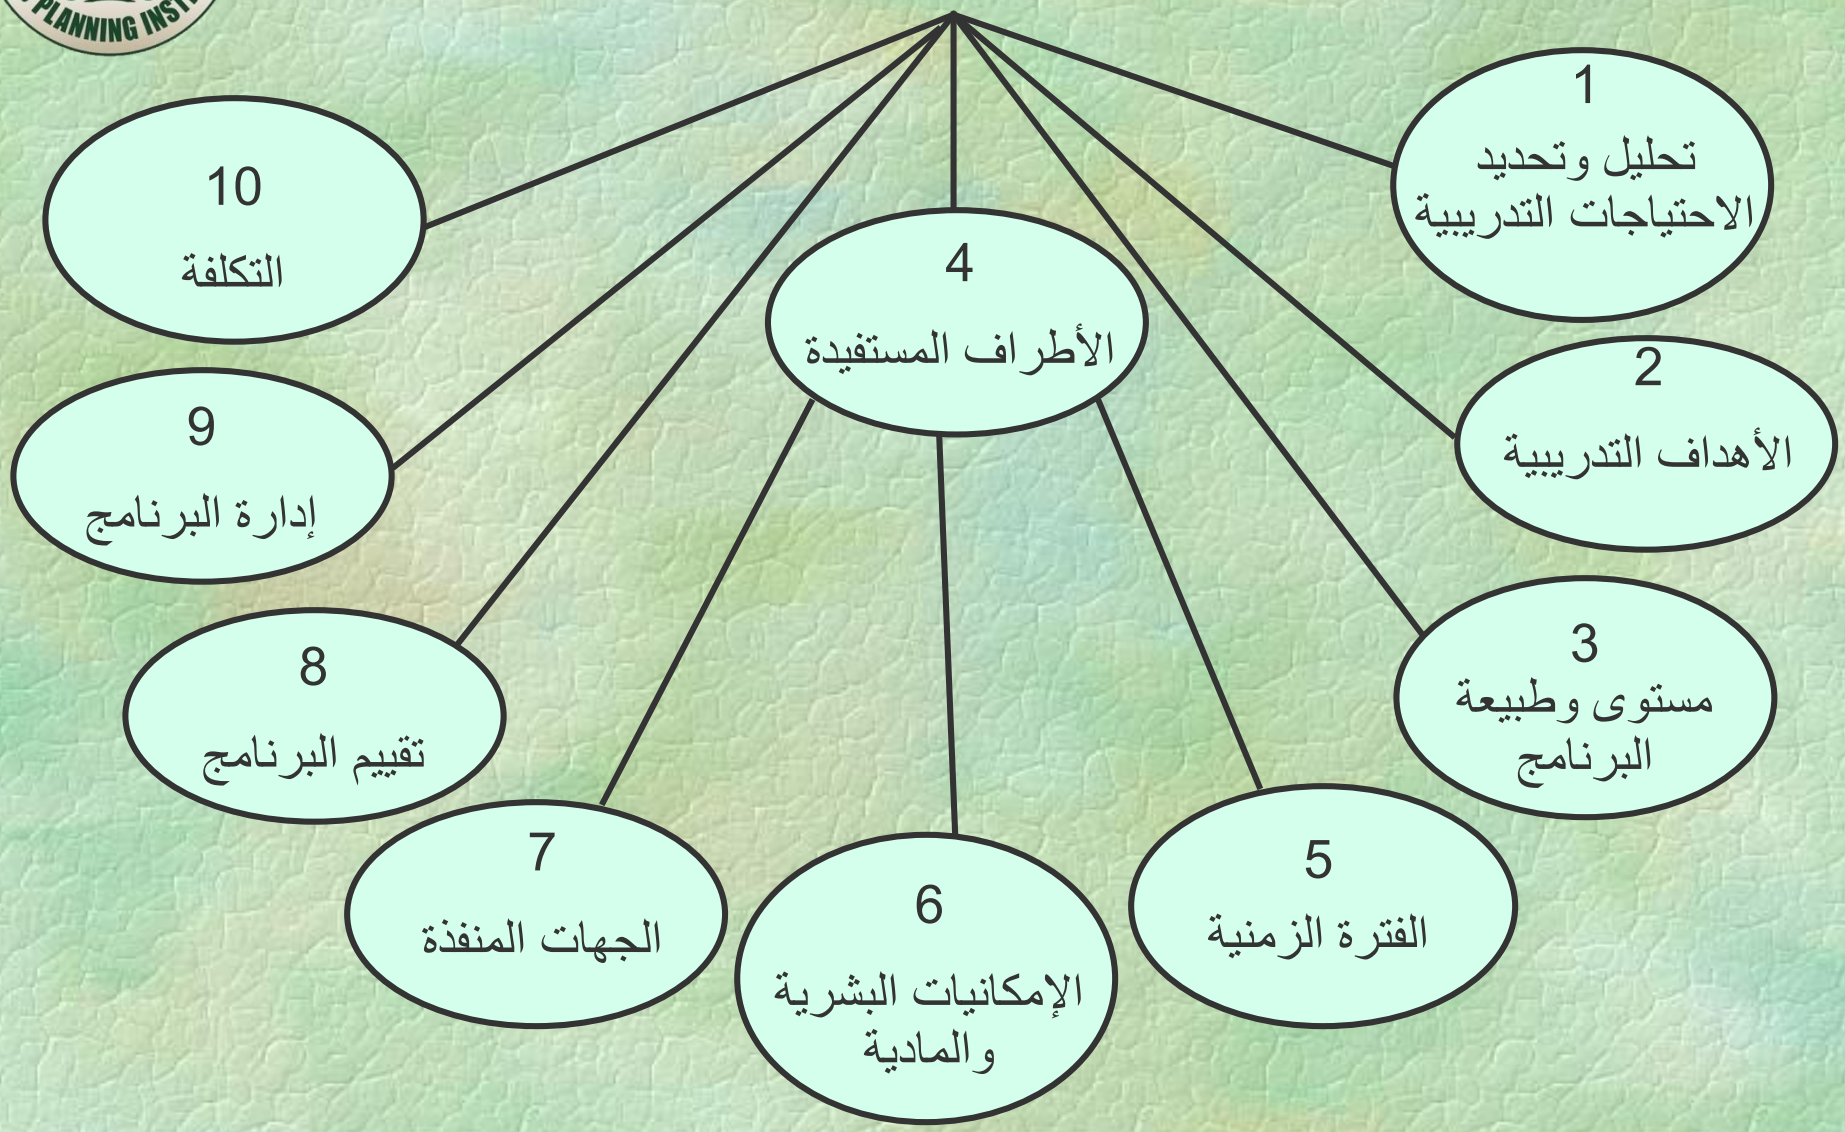 PLANNING
1
تحليل وتحديد
الاحتياجات التدريبية
2
الأهداف التدريبية
3
مستوى وطبيعة
البرنامج
4
الأطراف المستفيدة
5
الفترة الزمنية
6
الإمكانيات البشرية
والمادية
7
الجهات المنفذة
8
تقييم البرنامج
9
إدارة البرنامج
10
التكلفة